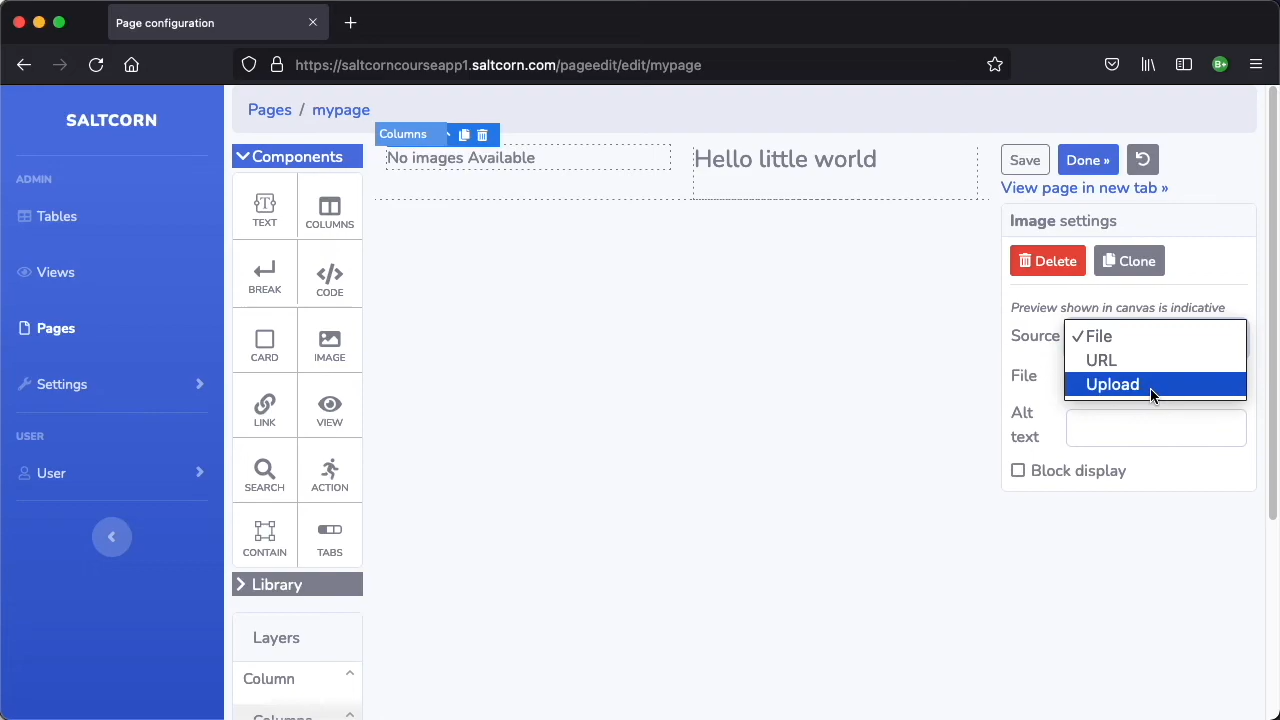 Page configuration
https://saltcorncourseapp1.saltcorn.com/pageedit/edit/mypage
B+
SALTCORN
ADMIN
Tables
Views
Pages
Settings
USER
User
Pages / mypage
Components
TEXT
COLUMNS
BREAK
CODE
CARD
IMAGE
LINK
VIEW
SEARCH
ACTION
CONTAIN
TABS
Library
Layers
Column
Columns
Columns
No images Available
Hello little world
Save
Done »
View page in new tab »
Image settings
Delete
Clone
Preview shown in canvas is indicative
Source
File
URL
Upload
File
Alt
text
Block display